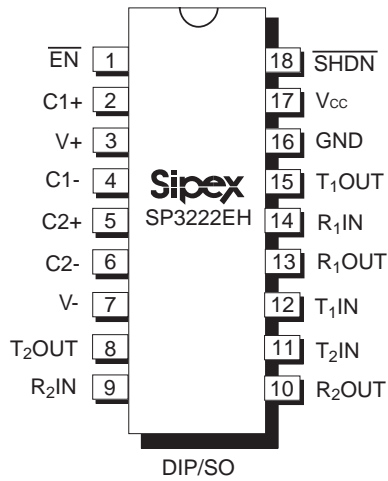 EN 1 18 SHDN
C1+ 2 17 Vcc
V+ 3 16 GND
C1- 4 Sipex 15 T1OUT
C2+ 5 SP3222EH 14 R1IN
C2- 6 13 R1OUT
V- 7 12 T1IN
T2OUT 8 11 T2IN
R2IN 9 10 R2OUT
DIP/SO